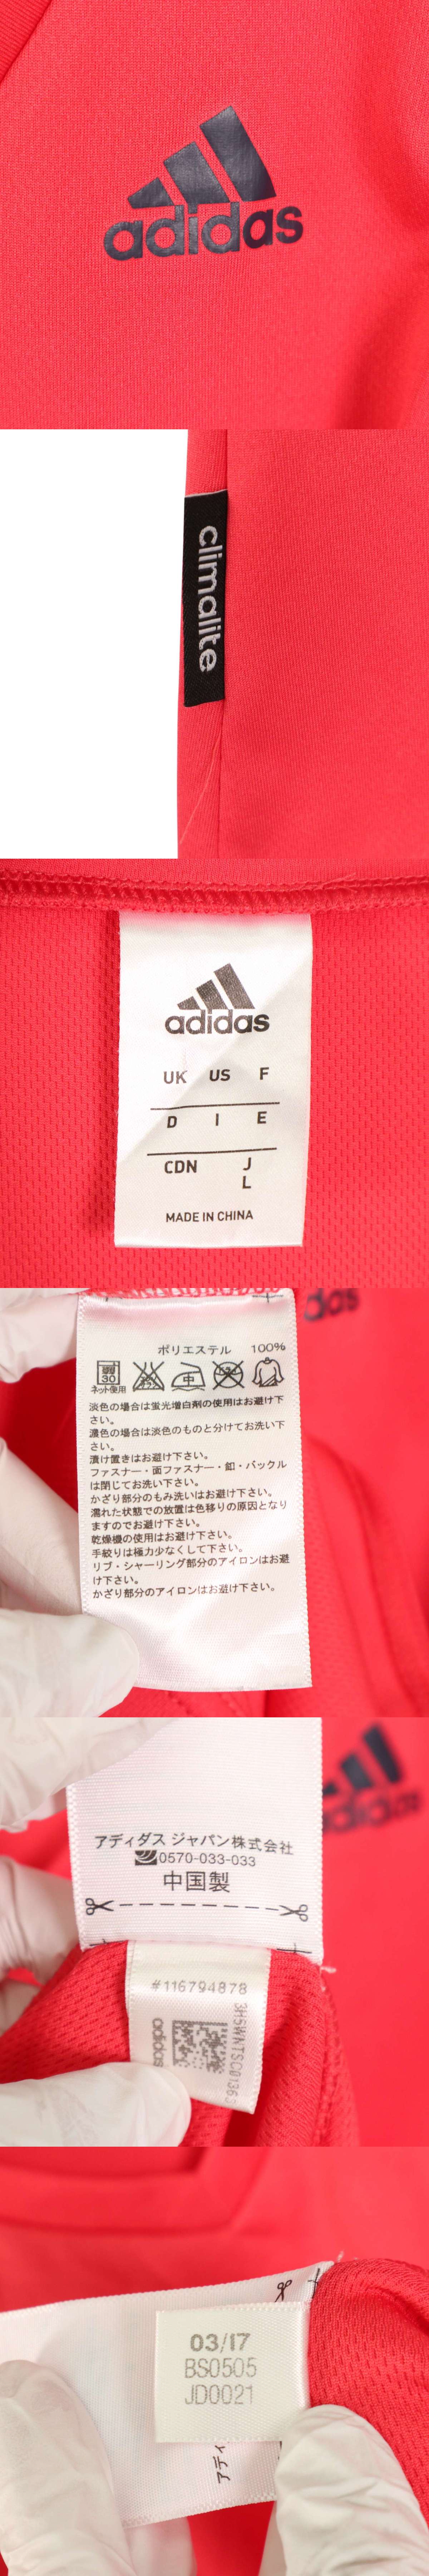 adidas
climalite
adidas
UK US F
D I E
CDN J
L
MADE IN CHINA
das
ポリエステル 100%
30
中
ネット使用
淡色の場合は蛍光増白剤の使用はお避け下
さい。
濃色の場合は淡色のものと分けてお洗い下
さい。
漬け置きはお避け下さい。
ファスナー・面ファスナー・釦・バックル
は閉じてお洗い下さい。
かざり部分のもみ洗いはお避け下さい。
濡れた状態での放置は色移りの原因となり
ますのでお避け下さい。
乾燥機の使用はお避け下さい。
手絞りは極力少なくして下さい。
リブ・シャーリング部分のアイロンはお避
け下さい。
かざり部分のアイロンはお避け下さい。
adidas
アディダス ジャパン株式会社
0570-033-033
中国製
#116794878
adidas
03/17
BS0505
JD0021
アディ